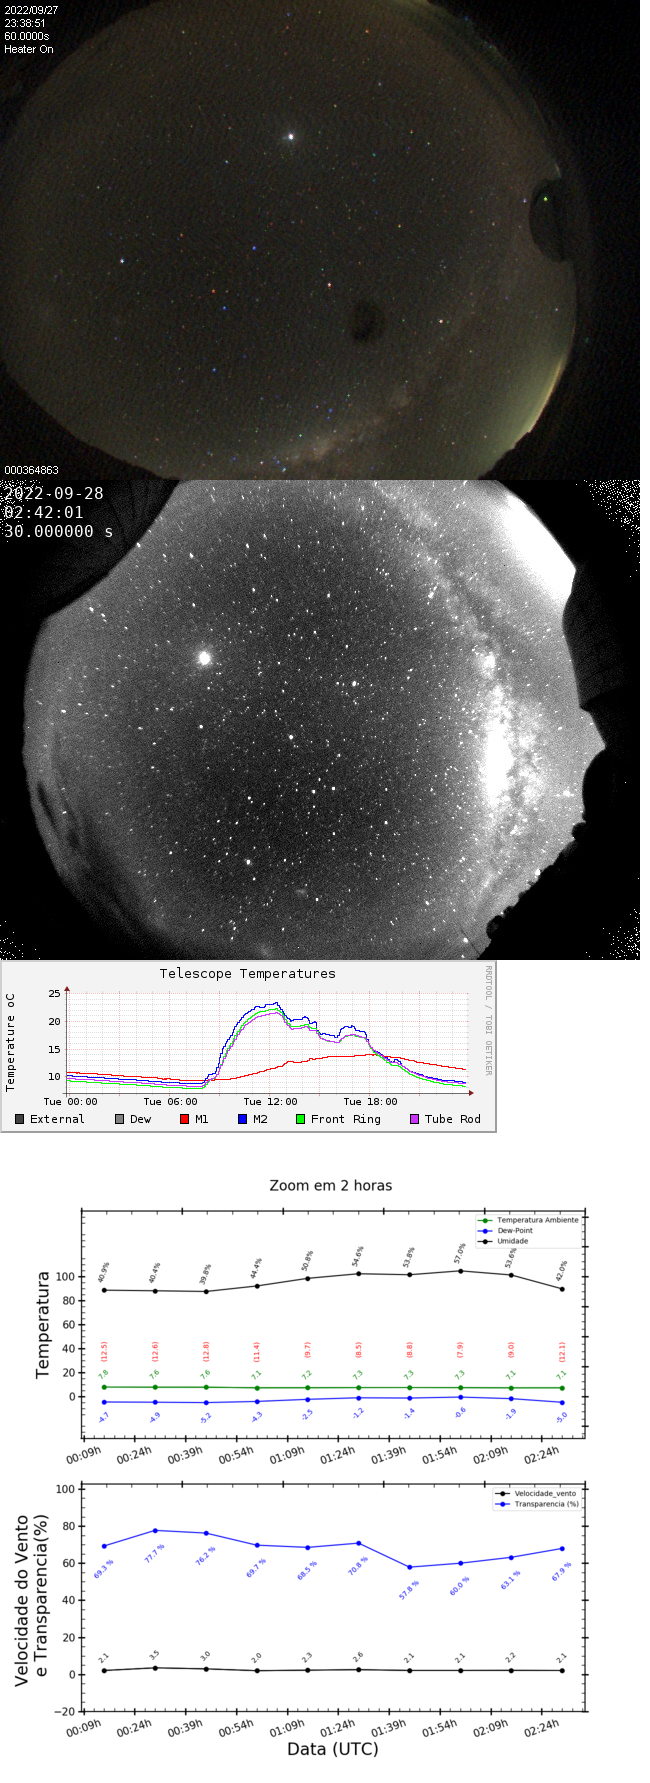 2022/09/27
23:38:51
60.0000s
Heater On
000364863
2022-09-28
02:42:01
30.000000 s
Telescope Temperatures
RRDTOOL / TOBI OETIKER
Temperature oC
25
20
15
10
Tue 00:00 Tue 06:00 Tue 12:00 Tue 18:00
External Dew M1 M2 Front Ring Tube Rod
Zoom em 2 horas
Temperatura Ambiente
Dew-Point
Umidade
Temperatura
100
80
60
40
20
0
40.9% 40.4% 39.8% 44.4% 50.8% 54.6% 53.8% 57.0% 53.6% 42.0%
(12.5) (12.6) (12.8) (11.4) (9.7) (8.5) (8.8) (7.9) (9.0) (12.1)
7.8 7.6 7.6 7.1 7.2 7.3 7.3 7.3 7.1 7.1
-4.7 -4.9 -5.2 -4.3 -2.5 -1.2 -1.4 -0.6 -1.9 -5.0
00:09h 00:24h 00:39h 00:54h 01:09h 01:24h 01:39h 01:54h 02:09h 02:24h
Velocidade_vento
Transparencia (%)
Velocidade do Vento
e Transparencia(%)
100
80
60
40
20
0
−20
69.3 % 77.7 % 76.2 % 69.7 % 68.5 % 70.8 % 57.8 % 60.0 % 63.1 % 67.9 %
2.1 3.5 3.0 2.0 2.3 2.6 2.1 2.1 2.2 2.1
00:09h 00:24h 00:39h 00:54h 01:09h 01:24h 01:39h 01:54h 02:09h 02:24h
Data (UTC)